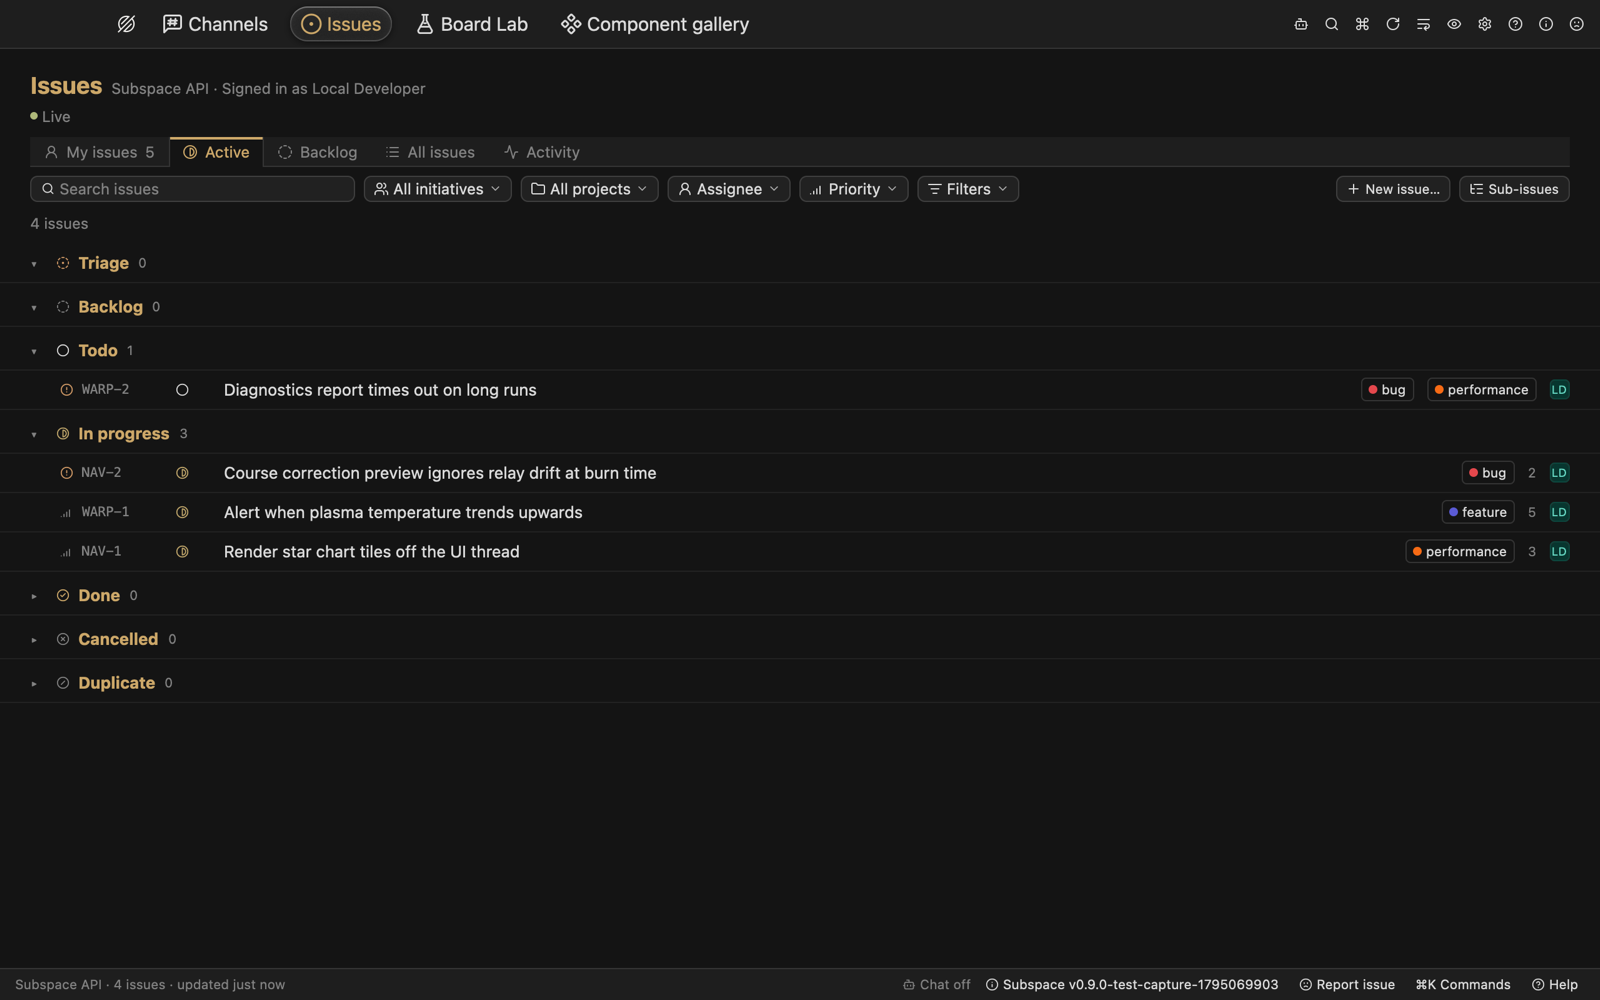 Channels Issues Board Lab Component gallery
Issues Subspace API · Signed in as Local Developer
Live
My issues 5 Active Backlog All issues Activity
Search issues All initiatives All projects Assignee Priority Filters New issue... Sub-issues
4 issues
Triage 0
Backlog 0
Todo 1
WARP-2 Diagnostics report times out on long runs bug performance LD
In progress 3
NAV-2 Course correction preview ignores relay drift at burn time bug 2 LD
WARP-1 Alert when plasma temperature trends upwards feature 5 LD
NAV-1 Render star chart tiles off the UI thread performance 3 LD
Done 0
Cancelled 0
Duplicate 0
Subspace API · 4 issues · updated just now Chat off Subspace v0.9.0-test-capture-1795069903 Report issue ⌘K Commands Help